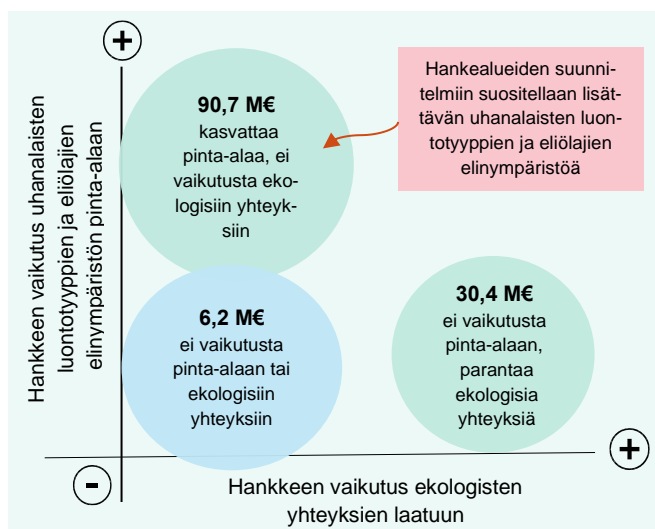 +
Hankkeen vaikutus uhanalaisten
luontotyyppien ja eliölajien
elinympäristön pinta-alaan
90,7 M€
kasvattaa
pinta-alaa, ei
vaikutusta eko-
logisiin yhteyk-
siin
Hankealueiden suunni-
telmiin suositellaan lisät-
tävän uhanalaisten luon-
totyyppien ja eliölajien
elinympäristöä
6,2 M€
ei vaikutusta
pinta-alaan tai
ekologisiin
yhteyksiin
30,4 M€
ei vaikutusta
pinta-alaan,
parantaa
ekologisia
yhteyksiä
-
+
Hankkeen vaikutus ekologisten
yhteyksien laatuun